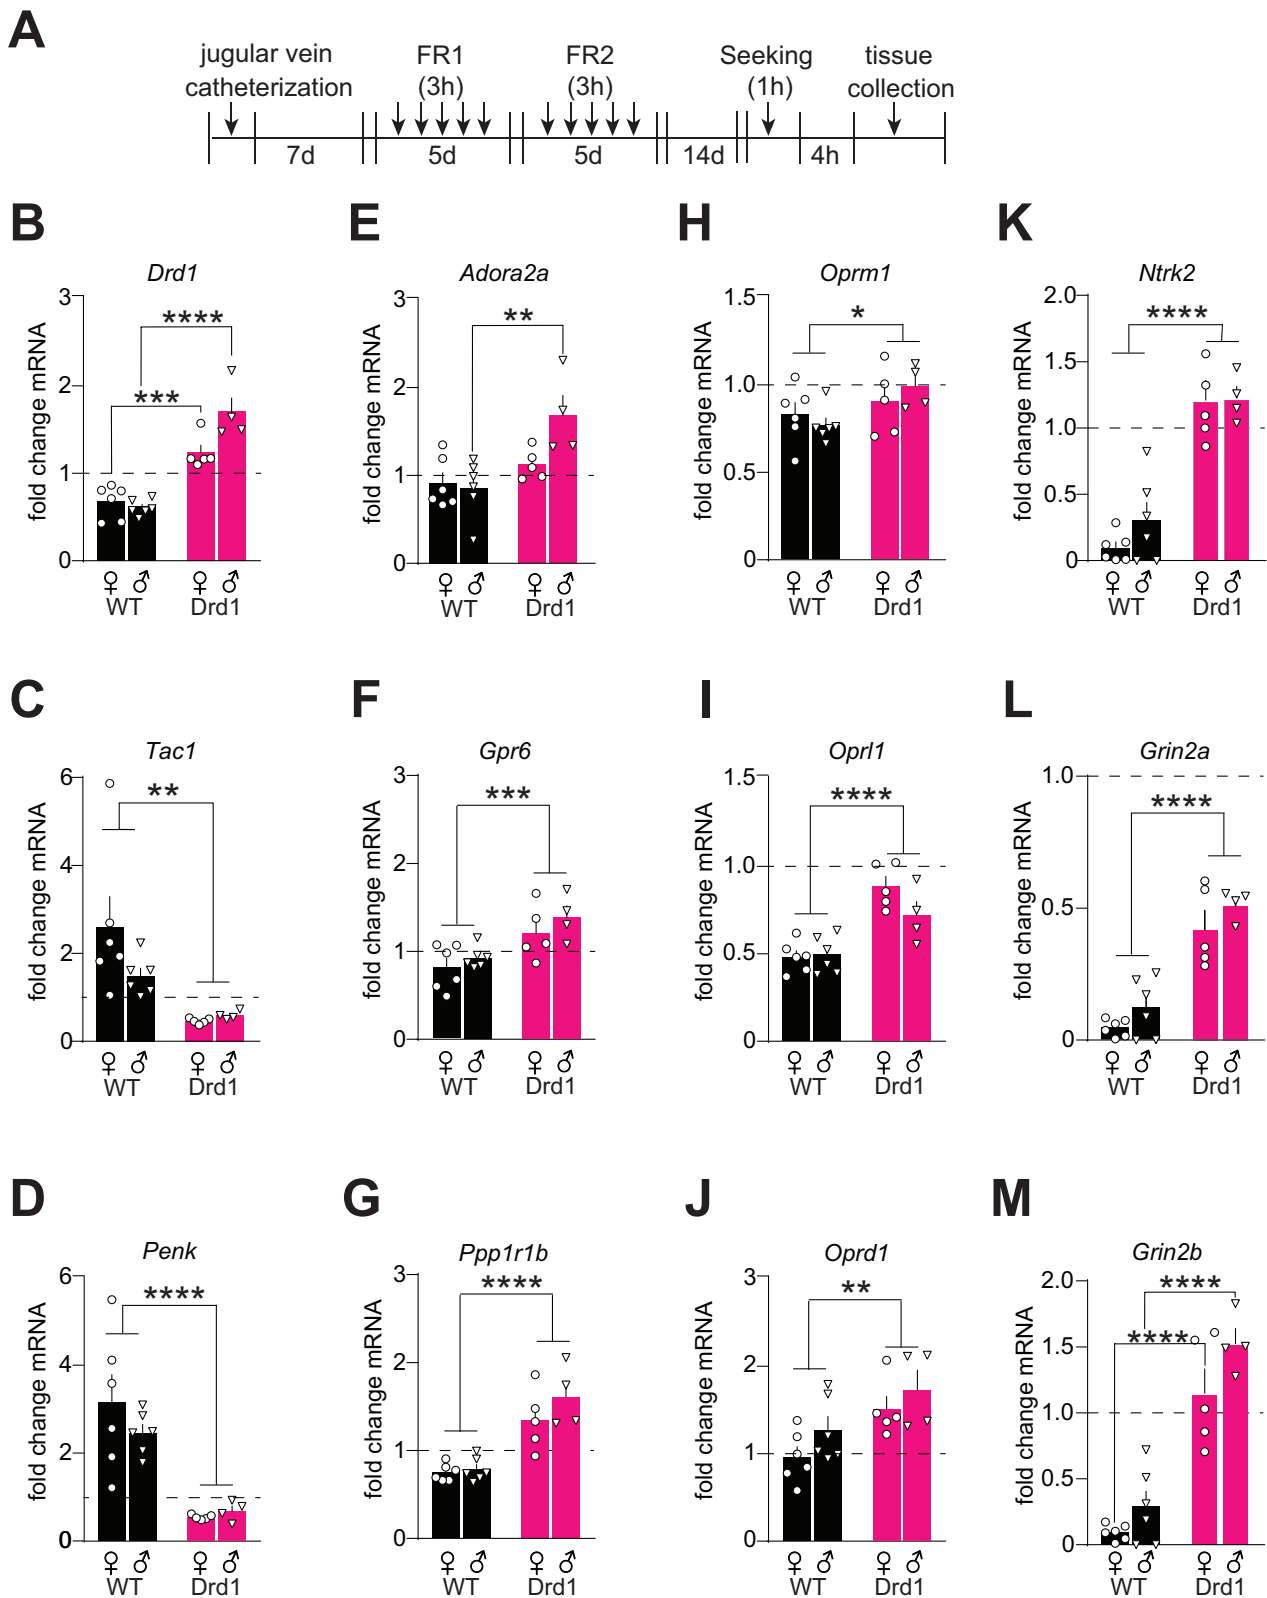 A
jugular vein
catheterization
FR1
(3h)
FR2
(3h)
Seeking
(1h)
tissue
collection
7d
5d
5d
14d
4h
B
Drd1
fold change mRNA
3
2
1
0
****
***
♀ ♂ ♀ ♂
WT Drd1
E
Adora2a
fold change mRNA
3
2
1
0
**
♀ ♂ ♀ ♂
WT Drd1
H
Oprm1
fold change mRNA
1.5
1.0
0.5
0
*
♀ ♂ ♀ ♂
WT Drd1
K
Ntrk2
fold change mRNA
2.0
1.5
1.0
0.5
0
****
♀ ♂ ♀ ♂
WT Drd1
C
Tac1
fold change mRNA
6
4
2
0
**
♀ ♂ ♀ ♂
WT Drd1
F
Gpr6
fold change mRNA
3
2
1
0
***
♀ ♂ ♀ ♂
WT Drd1
I
Oprl1
fold change mRNA
1.5
1.0
0.5
0
****
♀ ♂ ♀ ♂
WT Drd1
L
Grin2a
fold change mRNA
1.0
0.5
0
****
♀ ♂ ♀ ♂
WT Drd1
D
Penk
fold change mRNA
6
4
2
0
****
♀ ♂ ♀ ♂
WT Drd1
G
Ppp1r1b
fold change mRNA
3
2
1
0
****
♀ ♂ ♀ ♂
WT Drd1
J
Oprd1
fold change mRNA
3
2
1
0
**
♀ ♂ ♀ ♂
WT Drd1
M
Grin2b
fold change mRNA
2.0
1.5
1.0
0.5
0
****
****
♀ ♂ ♀ ♂
WT Drd1